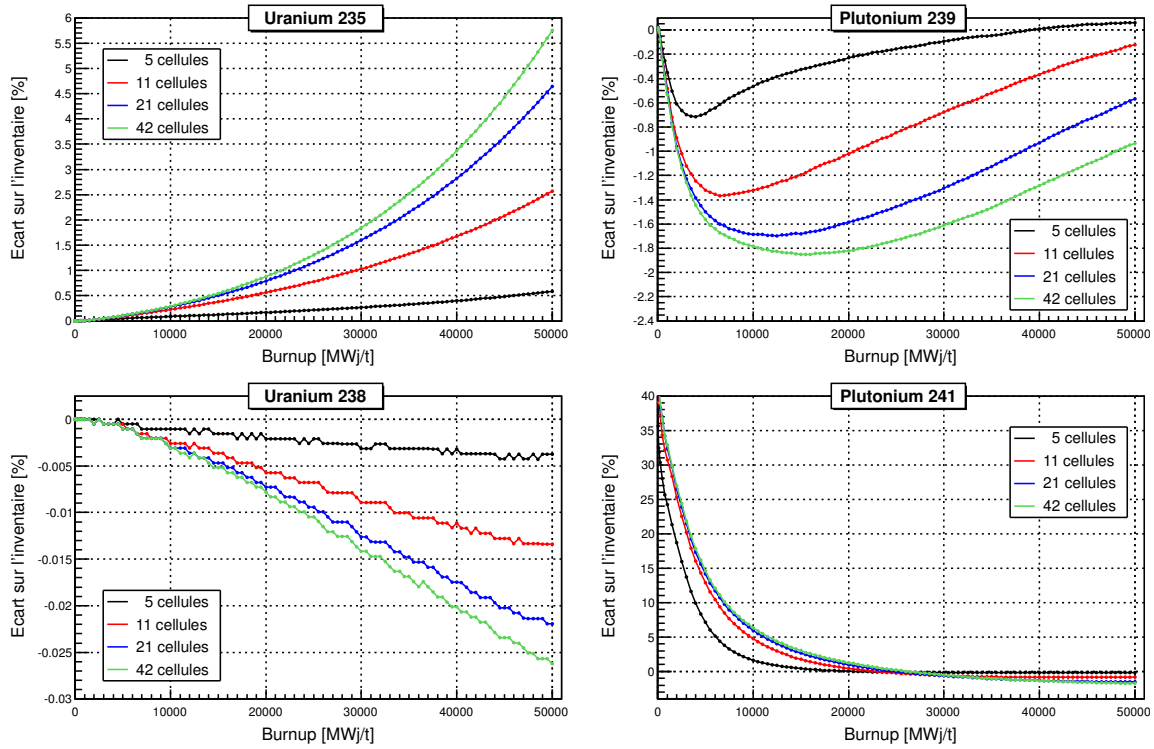 Uranium 235
Ecart sur l'inventaire [%]
6
5.5
5
4.5
4
3.5
3
2.5
2
1.5
1
0.5
0
5 cellules
11 cellules
21 cellules
42 cellules
0 10000 20000 30000 40000 50000
Burnup [MWj/t]
Plutonium 239
Ecart sur l'inventaire [%]
0
-0.2
-0.4
-0.6
-0.8
-1
-1.2
-1.4
-1.6
-1.8
-2
-2.2
-2.4
5 cellules
11 cellules
21 cellules
42 cellules
0 10000 20000 30000 40000 50000
Burnup [MWj/t]
Uranium 238
Ecart sur l'inventaire [%]
0
-0.005
-0.01
-0.015
-0.02
-0.025
-0.03
5 cellules
11 cellules
21 cellules
42 cellules
0 10000 20000 30000 40000 50000
Burnup [MWj/t]
Plutonium 241
Ecart sur l'inventaire [%]
40
35
30
25
20
15
10
5
0
5 cellules
11 cellules
21 cellules
42 cellules
0 10000 20000 30000 40000 50000
Burnup [MWj/t]